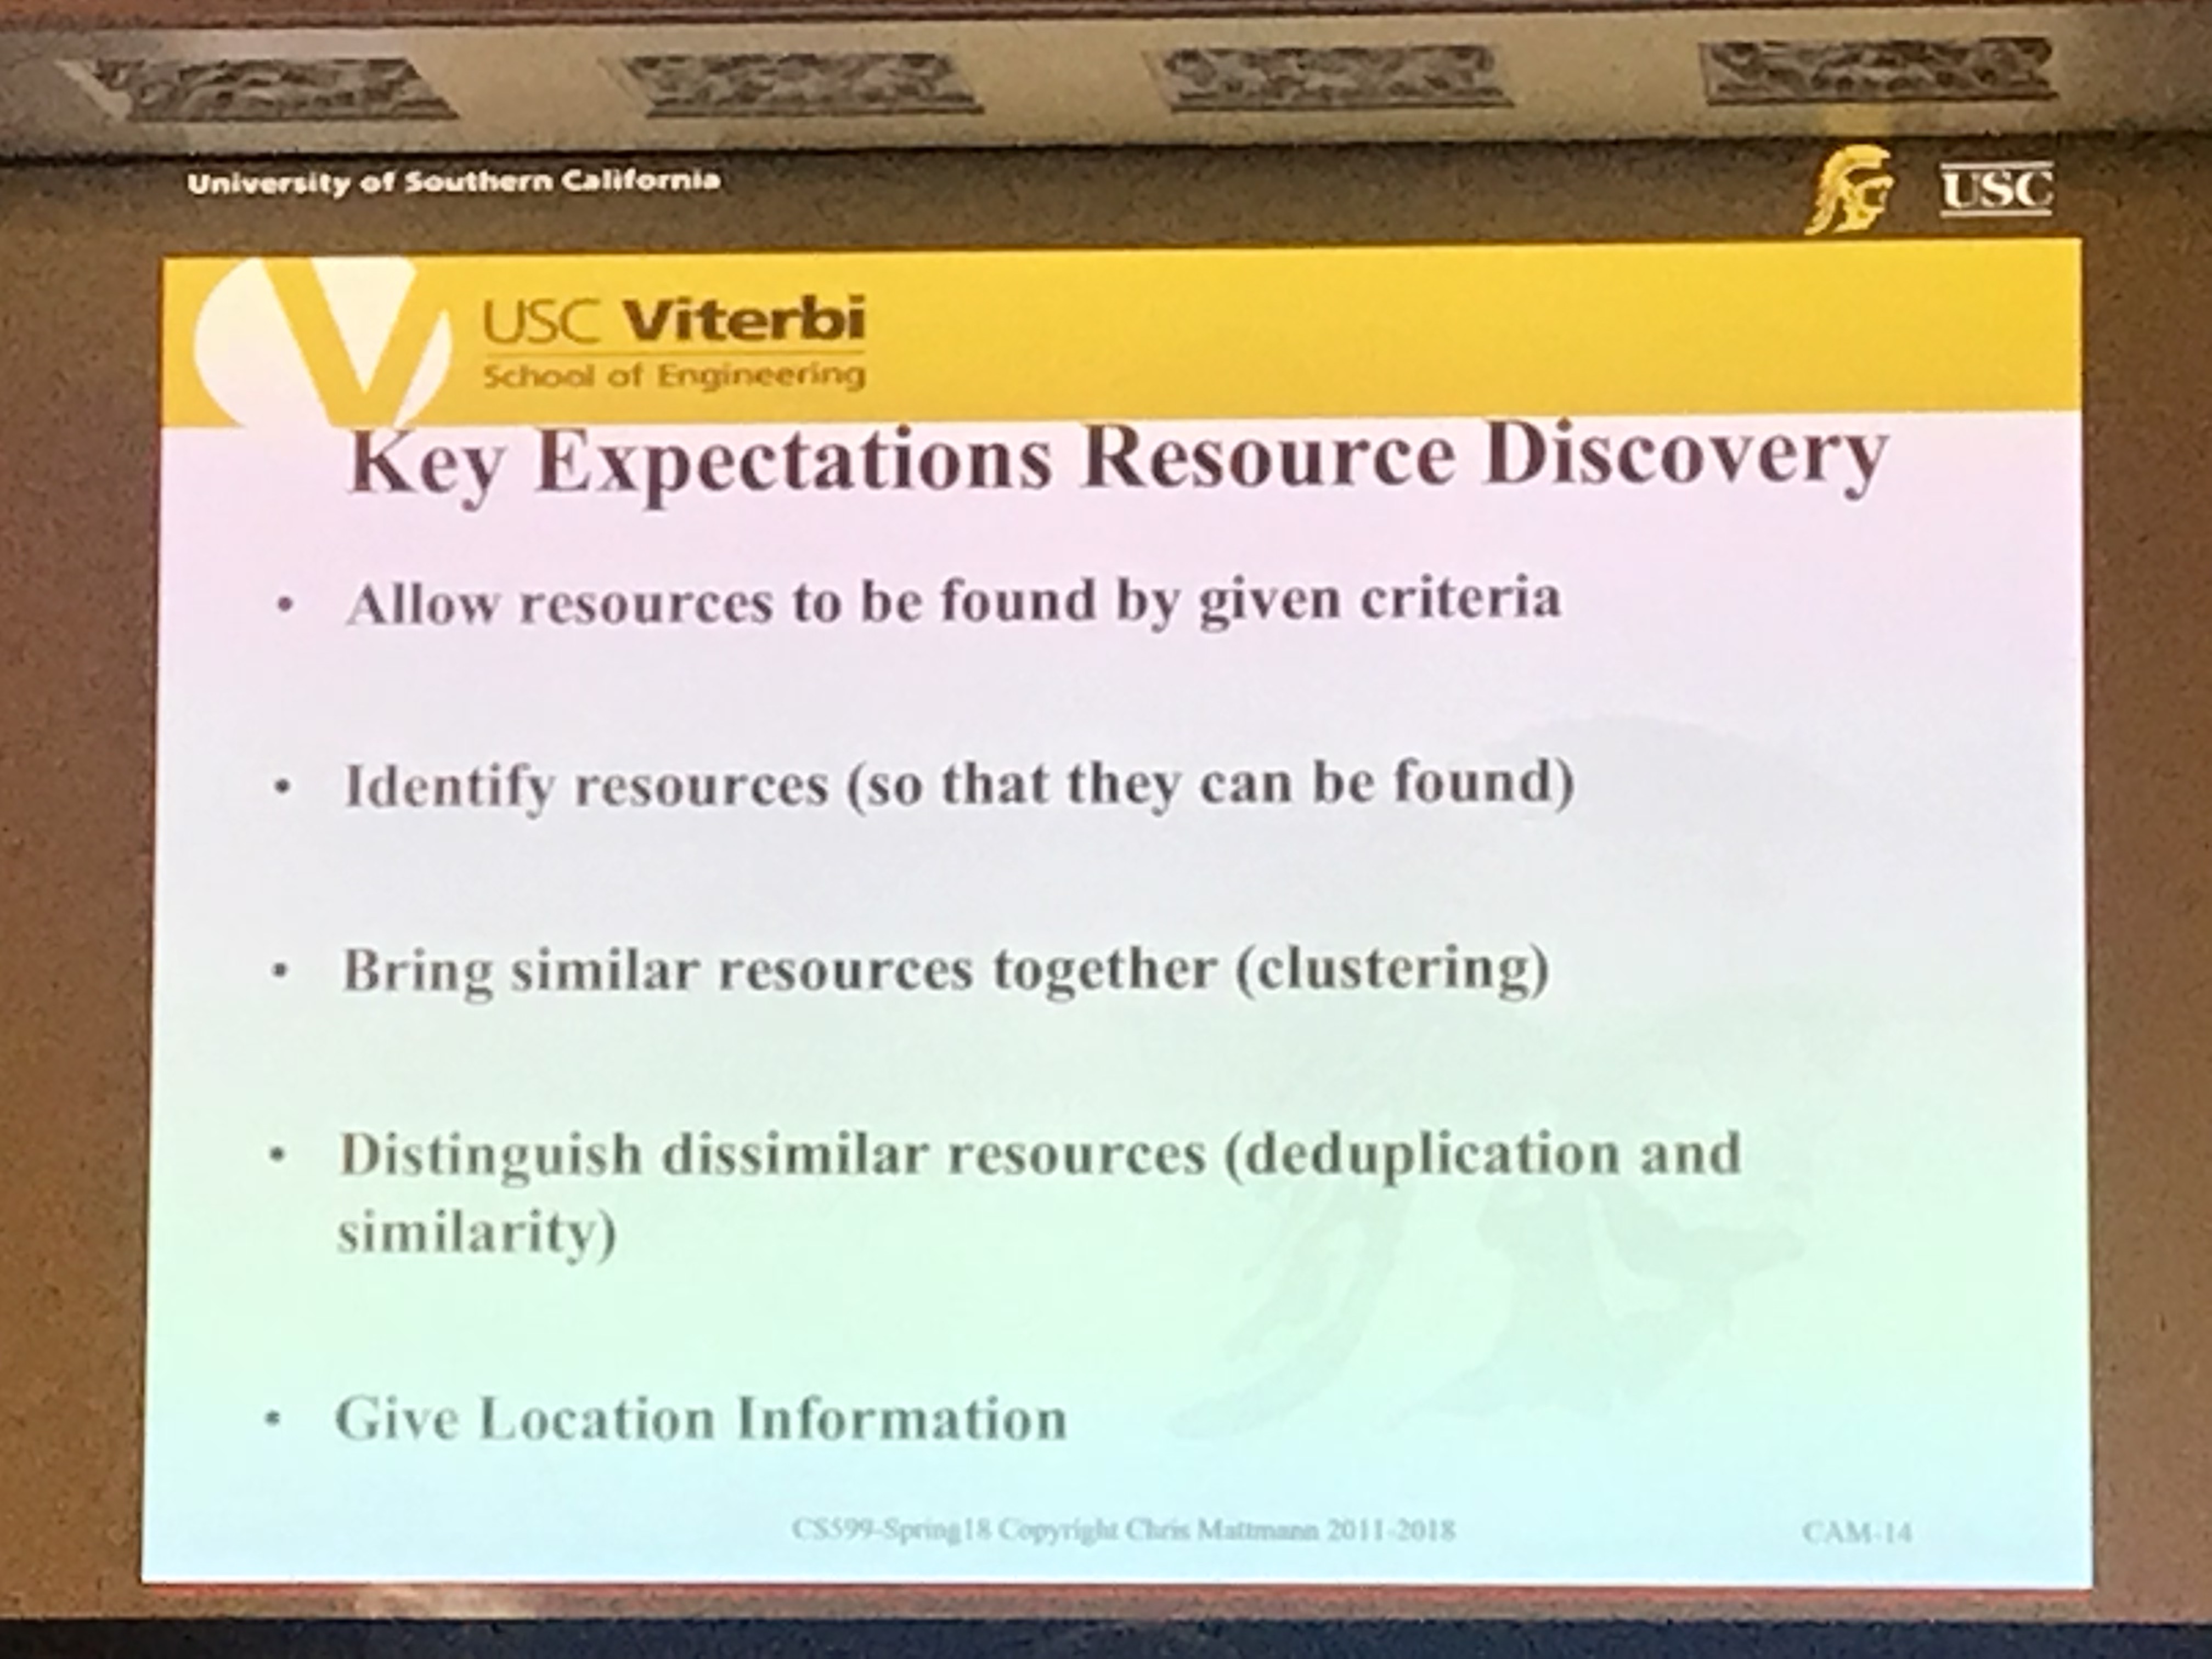 University of Southern California
USC
USC Viterbi
School of Engineering
Key Expectations Resource Discovery
• Allow resources to be found by given criteria
• Identify resources (so that they can be found)
• Bring similar resources together (clustering)
• Distinguish dissimilar resources (deduplication and
similarity)
• Give Location Information
CS599-Spring18 Copyright Chris Mattmann 2011-2018
CAM-14